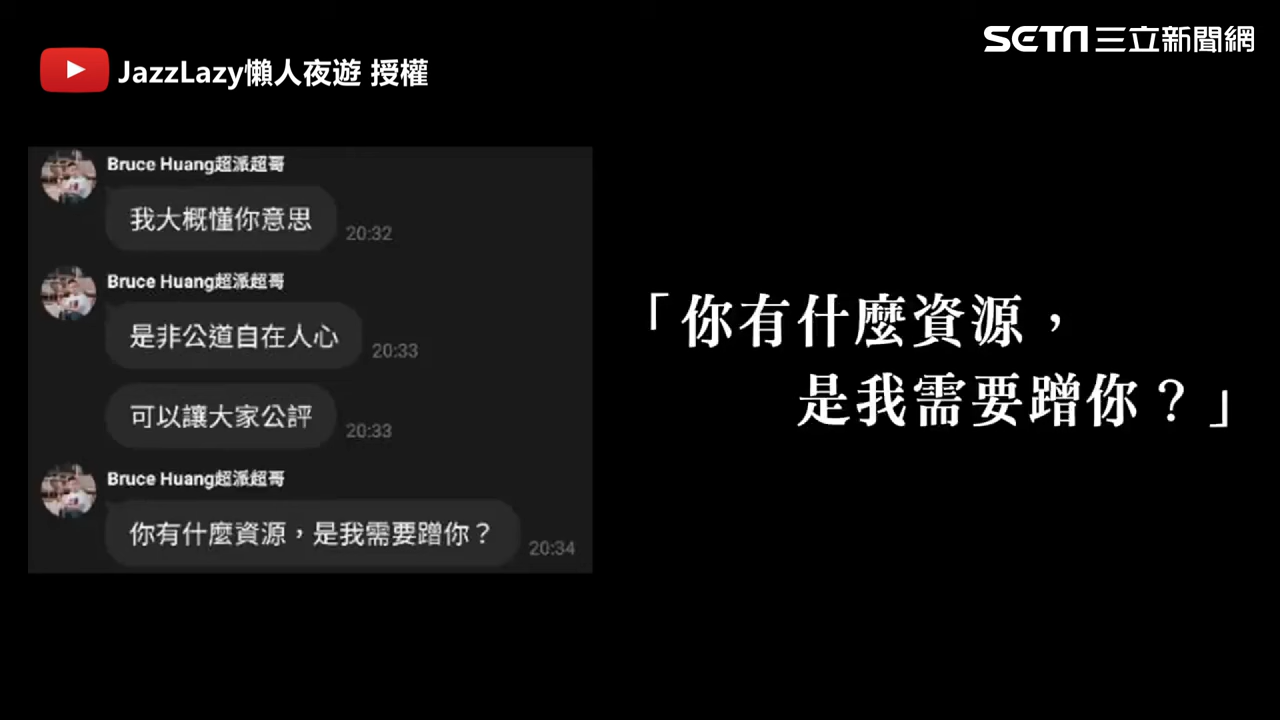 SETN三立新聞網
JazzLazy懶人夜遊 授權
Bruce Huang超派超哥
我大概懂你意思
20:32
Bruce Huang超派超哥
是非公道自在人心
20:33
可以讓大家公評
20:33
Bruce Huang超派超哥
你有什麼資源，是我需要蹭你？
20:34
「你有什麼資源，
是我需要蹭你？」